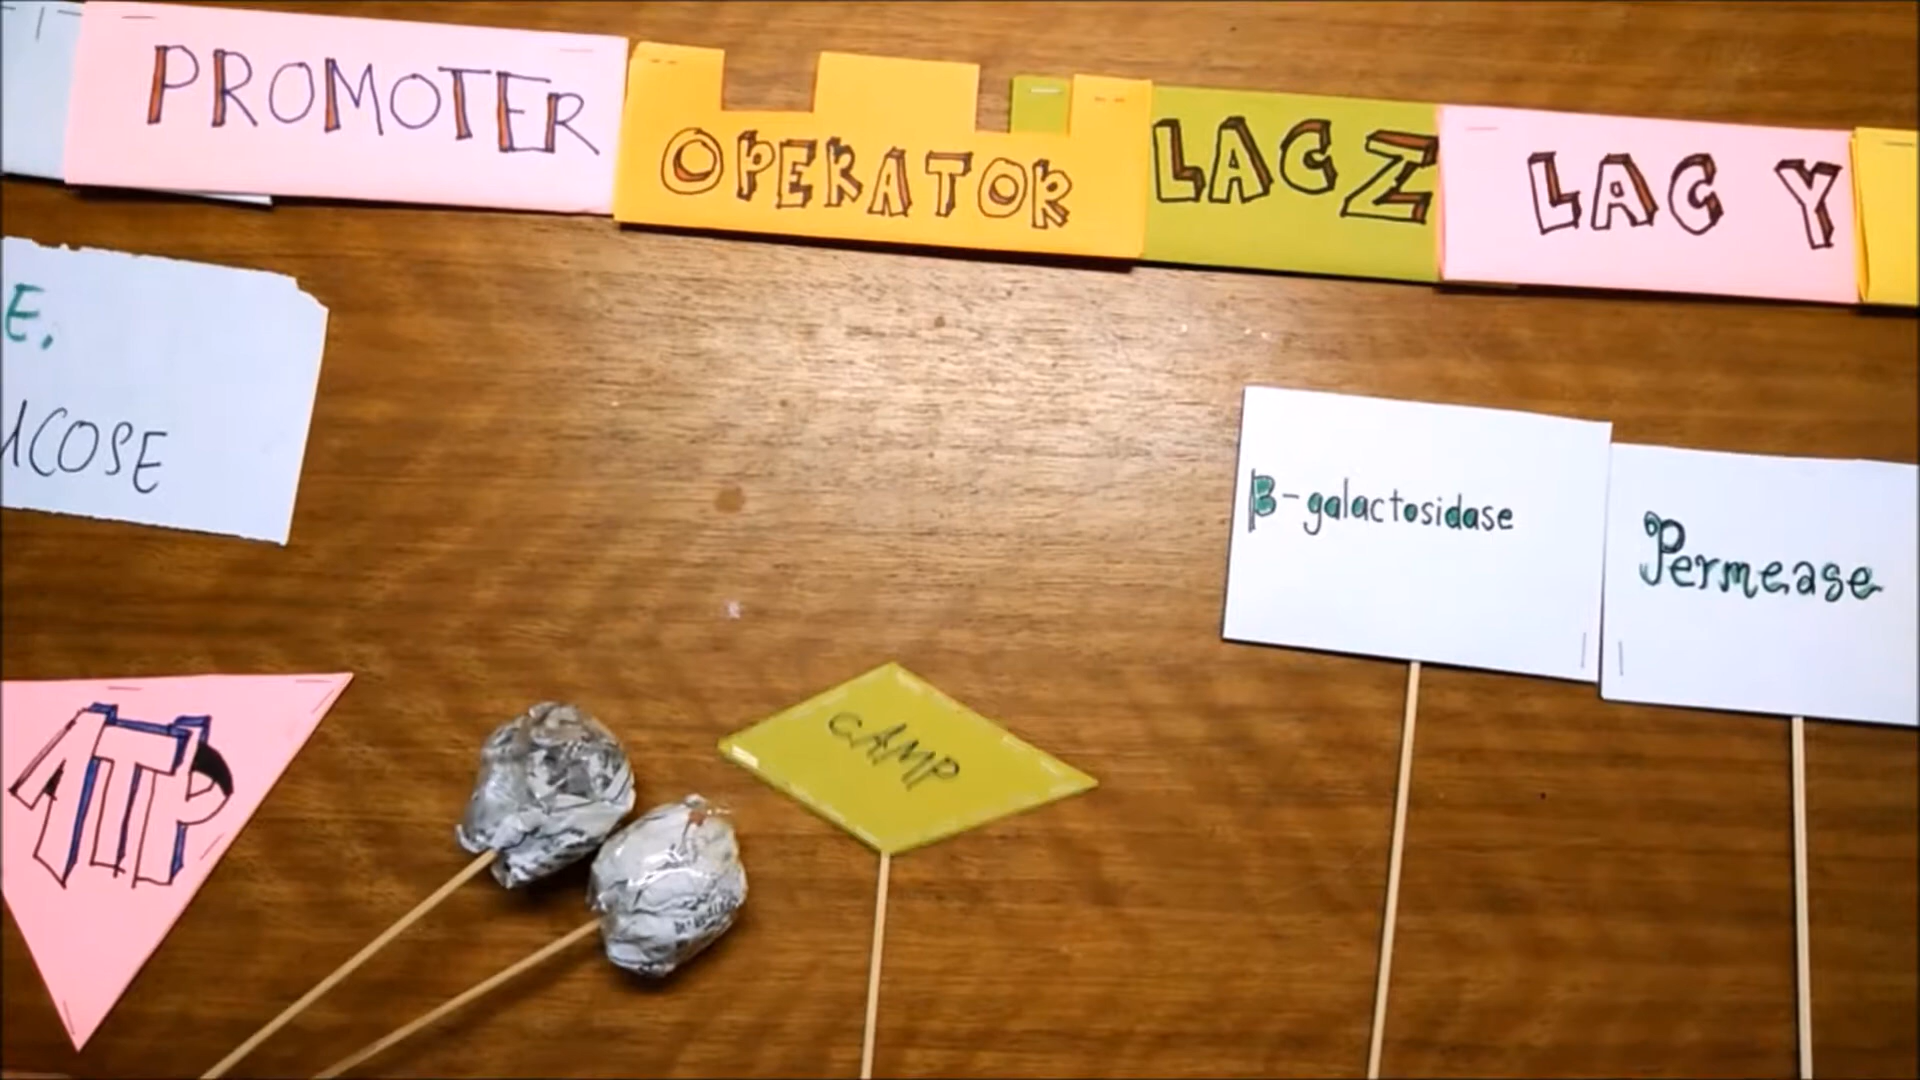 PROMOTER
OPERATOR
LAC Z
LAC Y
E.
UCOSE
β-galactosidase
Permease
ATP
cAMP